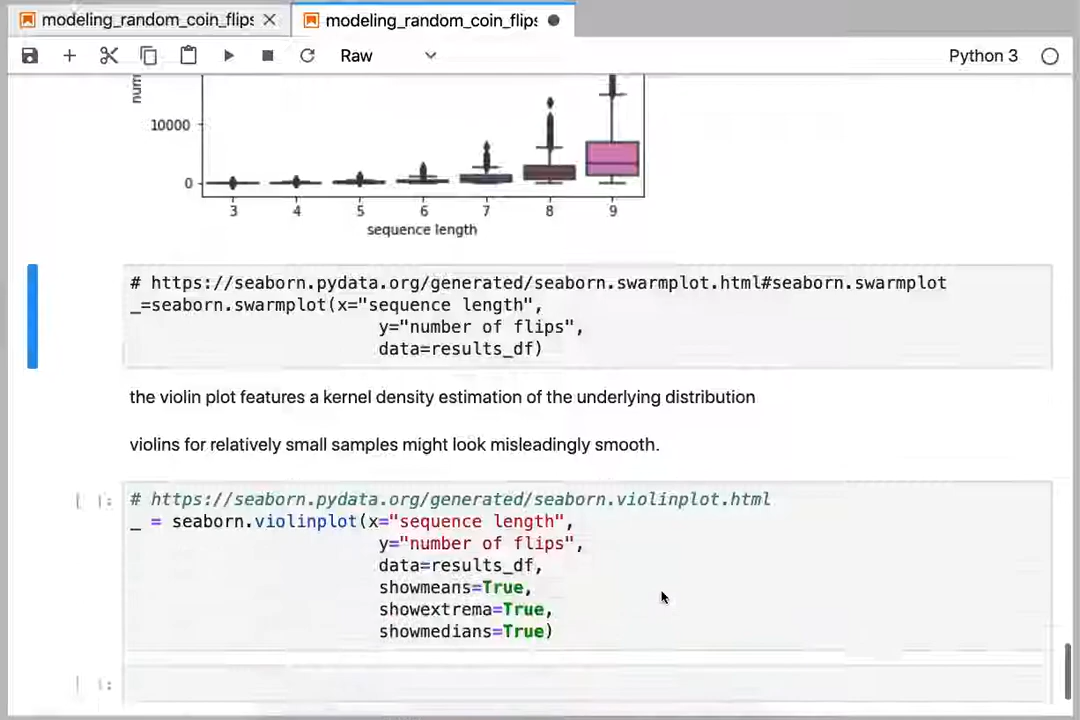 modeling_random_coin_flips
modeling_random_coin_flips
Raw
Python 3
num
10000
0
3 4 5 6 7 8 9
sequence length
# https://seaborn.pydata.org/generated/seaborn.swarmplot.html#seaborn.swarmplot
_=seaborn.swarmplot(x="sequence length",
y="number of flips",
data=results_df)
the violin plot features a kernel density estimation of the underlying distribution
violins for relatively small samples might look misleadingly smooth.
[ ]:
# https://seaborn.pydata.org/generated/seaborn.violinplot.html
_ = seaborn.violinplot(x="sequence length",
y="number of flips",
data=results_df,
showmeans=True,
showextrema=True,
showmedians=True)
[ ]: